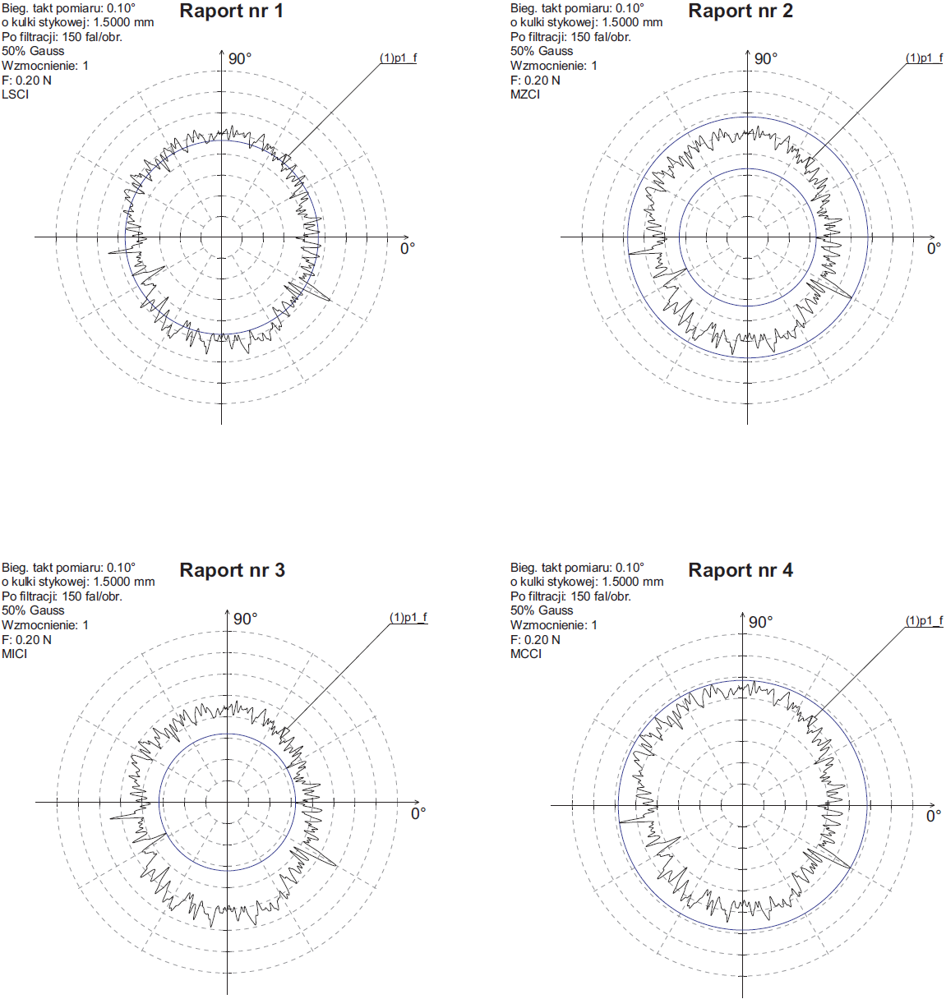 Bieg. takt pomiaru: 0.10°
o kulki stykowej: 1.5000 mm
Po filtracji: 150 fal/obr.
50% Gauss
Wzmocnienie: 1
F: 0.20 N
LSCI
Raport nr 1
90°
(1)p1_f
0°
Bieg. takt pomiaru: 0.10°
o kulki stykowej: 1.5000 mm
Po filtracji: 150 fal/obr.
50% Gauss
Wzmocnienie: 1
F: 0.20 N
MZCI
Raport nr 2
90°
(1)p1_f
0°
Bieg. takt pomiaru: 0.10°
o kulki stykowej: 1.5000 mm
Po filtracji: 150 fal/obr.
50% Gauss
Wzmocnienie: 1
F: 0.20 N
MICI
Raport nr 3
90°
(1)p1_f
0°
Bieg. takt pomiaru: 0.10°
o kulki stykowej: 1.5000 mm
Po filtracji: 150 fal/obr.
50% Gauss
Wzmocnienie: 1
F: 0.20 N
MCCI
Raport nr 4
90°
(1)p1_f
0°